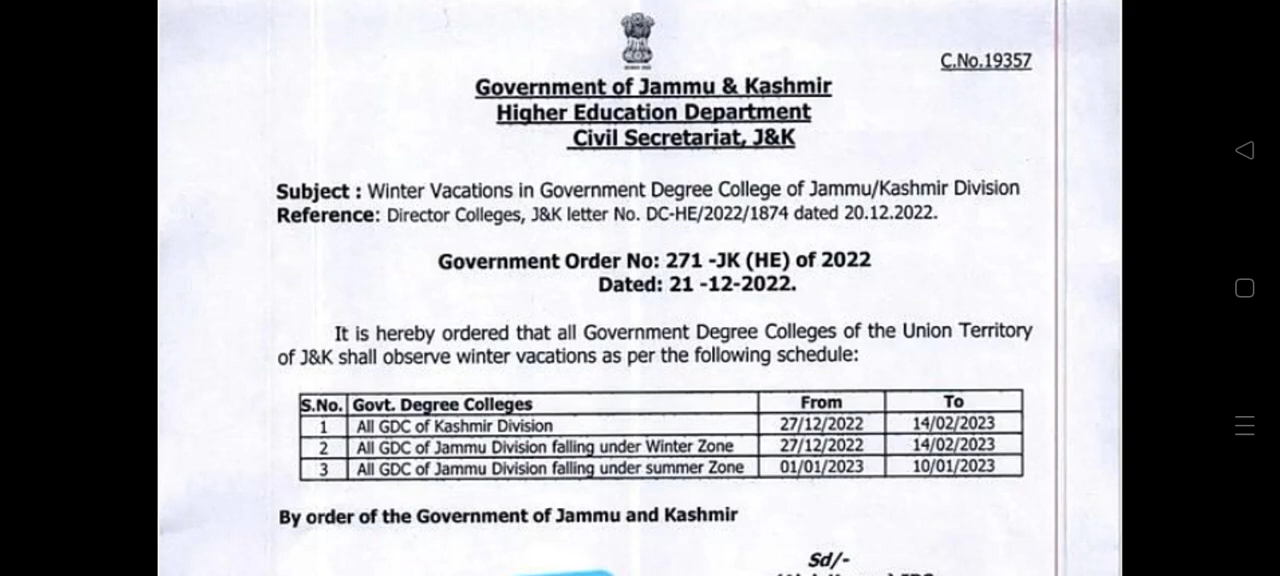 C.No.19357
Government of Jammu & Kashmir
Higher Education Department
Civil Secretariat, J&K
Subject : Winter Vacations in Government Degree College of Jammu/Kashmir Division
Reference: Director Colleges, J&K letter No. DC-HE/2022/1874 dated 20.12.2022.
Government Order No: 271 -JK (HE) of 2022
Dated: 21 -12-2022.
It is hereby ordered that all Government Degree Colleges of the Union Territory
of J&K shall observe winter vacations as per the following schedule:
S.No. Govt. Degree Colleges From To
1 All GDC of Kashmir Division 27/12/2022 14/02/2023
2 All GDC of Jammu Division falling under Winter Zone 27/12/2022 14/02/2023
3 All GDC of Jammu Division falling under summer Zone 01/01/2023 10/01/2023
By order of the Government of Jammu and Kashmir
Sd/-